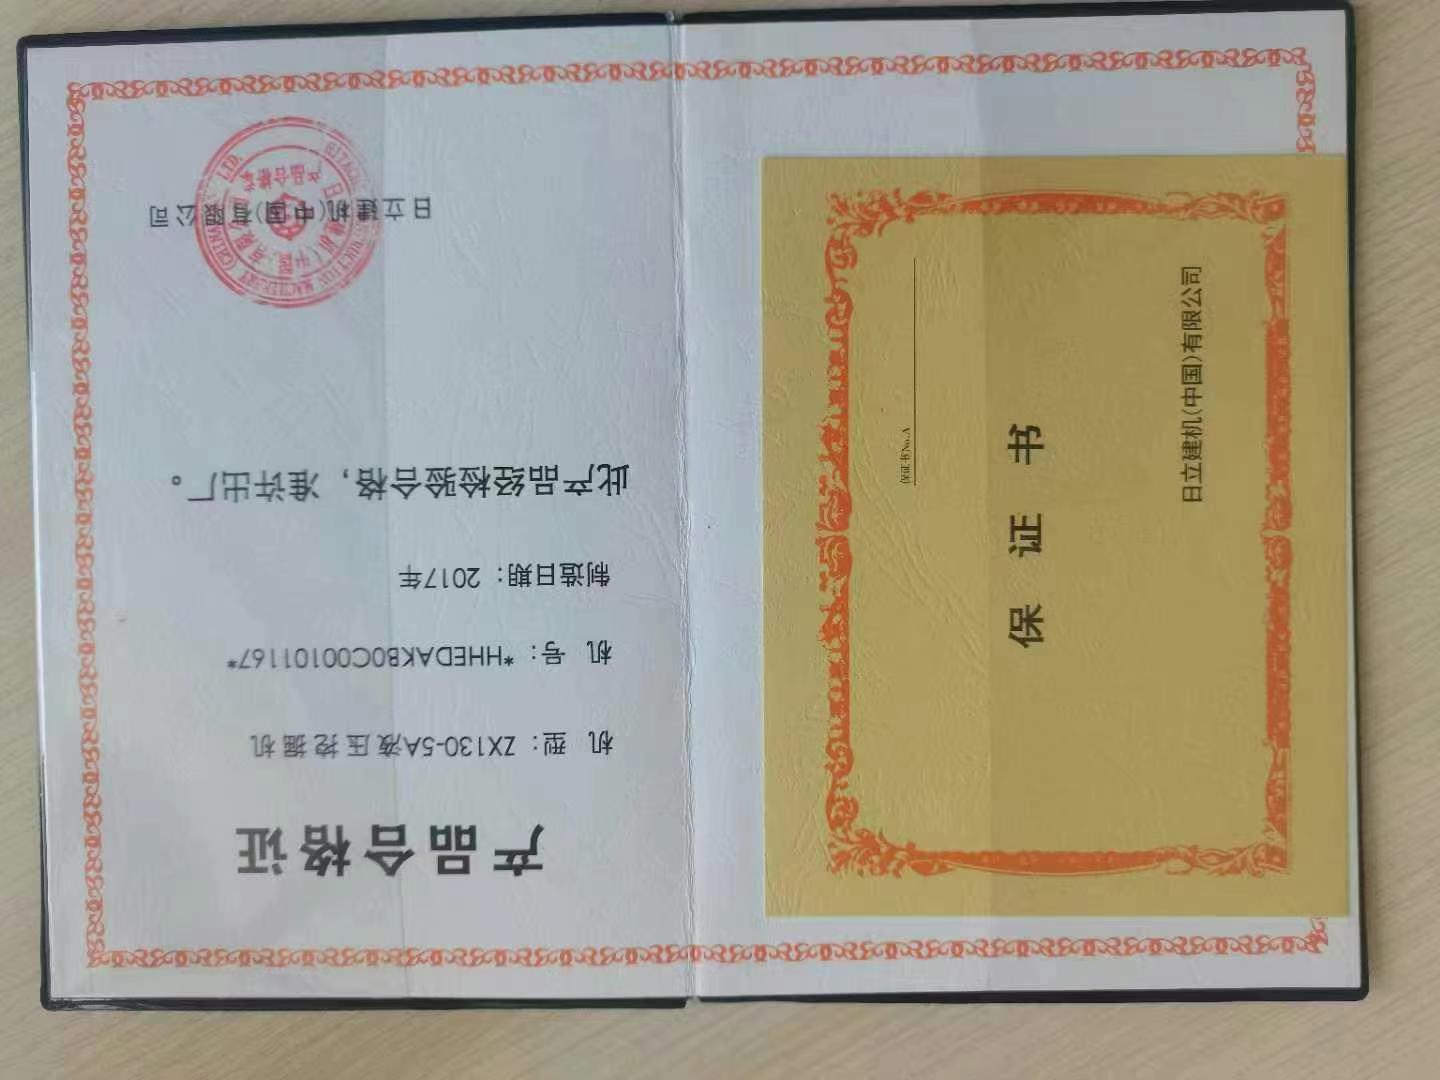 产品合格证
机 型：ZX130-5A液压挖掘机
机 号：*HHEDAKB0C00101167*
制造日期：2017年
此产品经检验合格，准许出厂。
日立建机(中国)有限公司
保证书No.A
保 证 书
日立建机(中国)有限公司